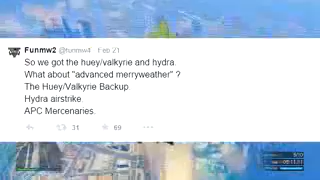 Funmw2 @funmw4 Feb 21
So we got the huey/valkyrie and hydra.
What about "advanced merryweather" ?
The Huey/Valkyrie Backup
Hydra airstrike.
APC Mercenaries.
31 69